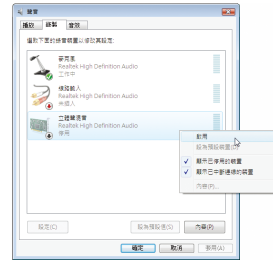 聲音
播放 錄製 音效
選取下面的錄音裝置以修改其設定:
麥克風
Realtek High Definition Audio
工作中
線路輸入
Realtek High Definition Audio
未插入
立體聲混音
Realtek High Definition Audio
停用
啟用
設為預設裝置(D)
顯示已停用的裝置
顯示已中斷連線的裝置
內容(P)...
設定(C)
設為預設值(S)
內容(P)
確定
取消
套用(A)